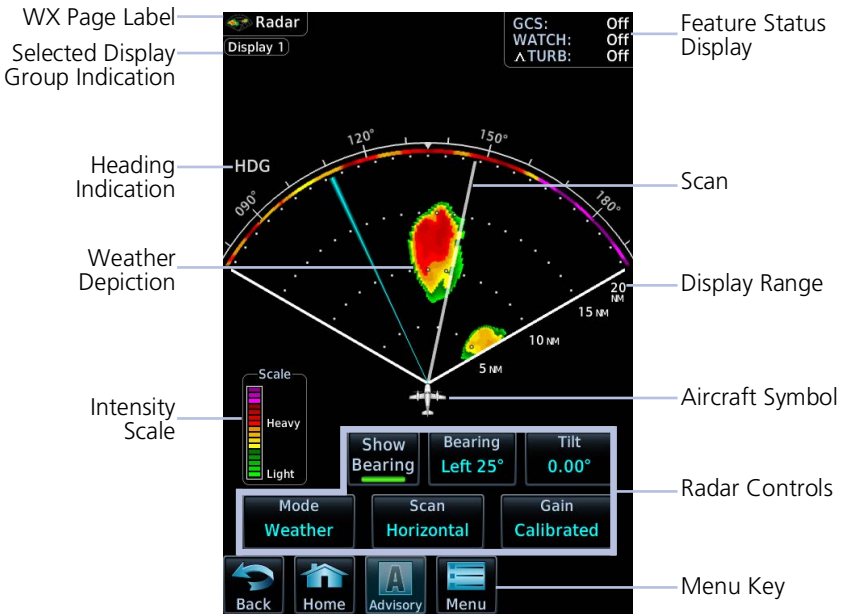 WX Page Label
Selected Display
Group Indication
Heading
Indication
Weather
Depiction
Intensity
Scale
Radar
Display 1
GCS: Off
WATCH: Off
⋏TURB: Off
Feature Status
Display
120°
150°
090°
180°
HDG
Scan
20
NM
15 NM
10 NM
5 NM
Display Range
Aircraft Symbol
Scale
Heavy
Light
Show
Bearing
Bearing
Left 25°
Tilt
0.00°
Mode
Weather
Scan
Horizontal
Gain
Calibrated
Radar Controls
Back
Home
A
Advisory
Menu
Menu Key